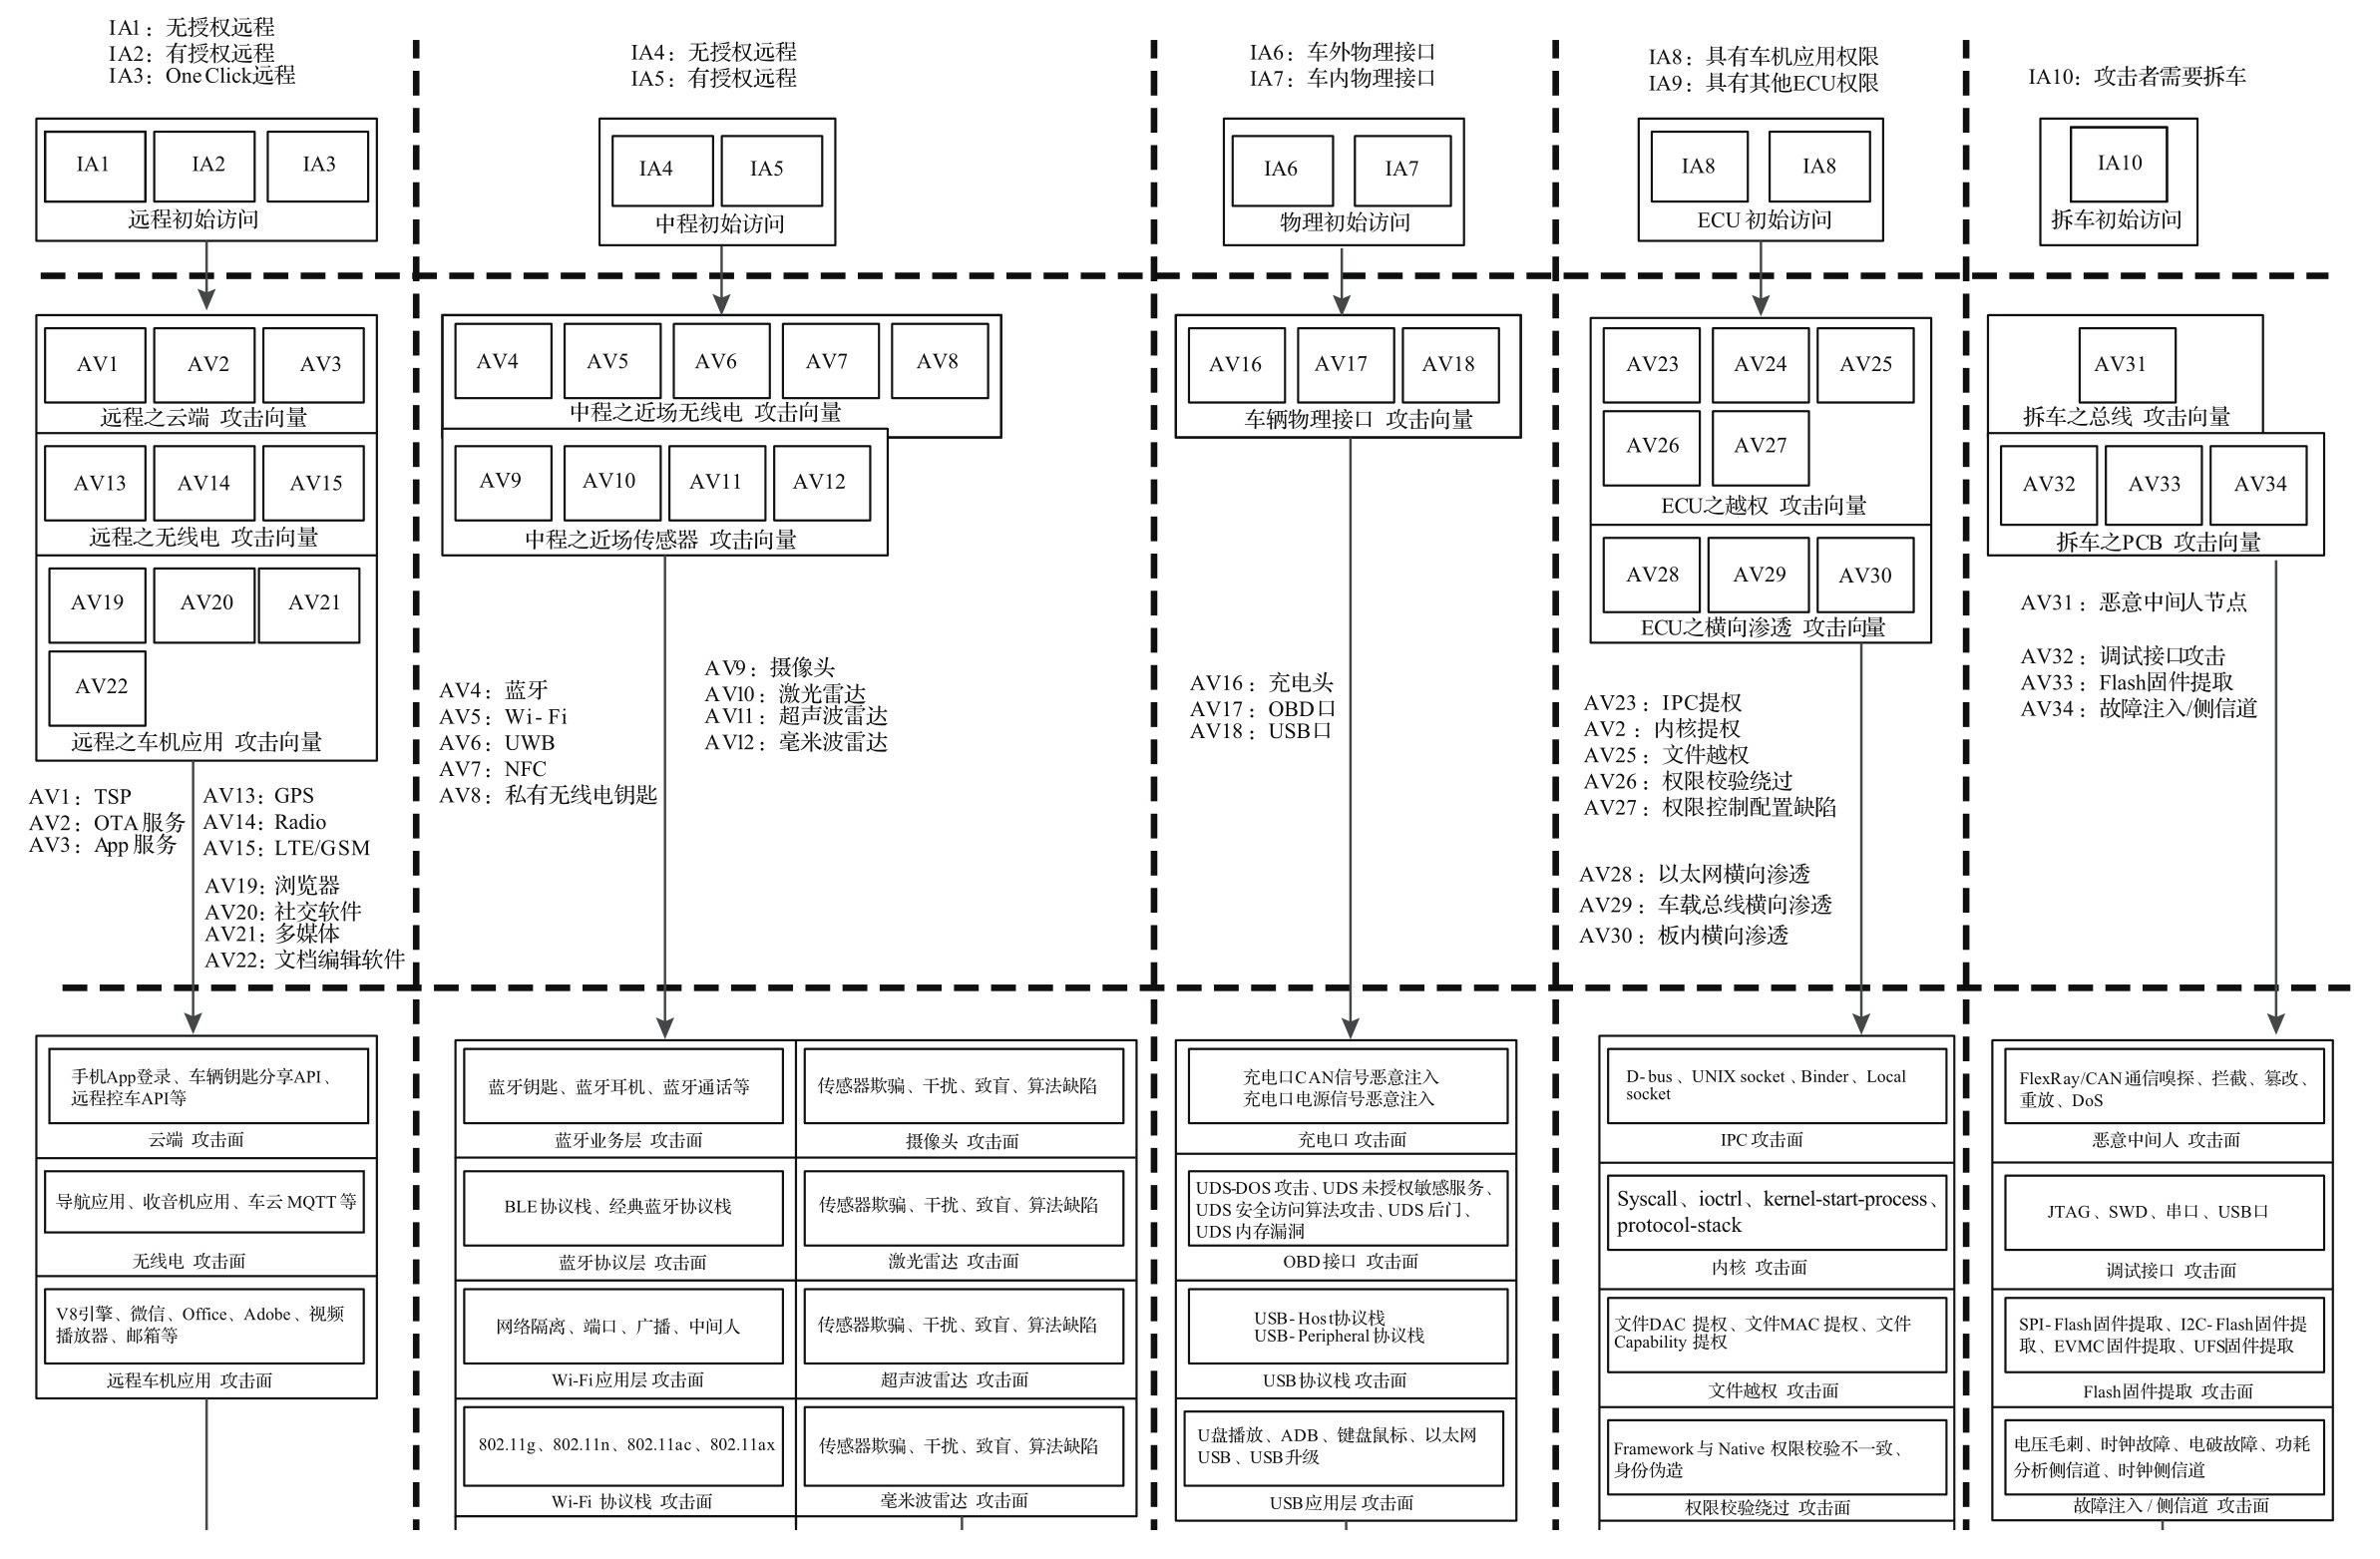 IA1：无授权远程
IA2：有授权远程
IA3：One Click远程
IA4：无授权远程
IA5：有授权远程
IA6：车外物理接口
IA7：车内物理接口
IA8：具有车机应用权限
IA9：具有其他ECU权限
IA10：攻击者需要拆车
IA1 IA2 IA3
远程初始访问
IA4 IA5
中程初始访问
IA6 IA7
物理初始访问
IA8 IA8
ECU 初始访问
IA10
拆车初始访问
AV1 AV2 AV3
远程之云端 攻击向量
AV13 AV14 AV15
远程之无线电 攻击向量
AV19 AV20 AV21
AV22
远程之车机应用 攻击向量
AV1：TSP
AV2：OTA 服务
AV3：App 服务
AV13：GPS
AV14：Radio
AV15：LTE/GSM
AV19：浏览器
AV20：社交软件
AV21：多媒体
AV22：文档编辑软件
AV4 AV5 AV6 AV7 AV8
中程之近场无线电 攻击向量
AV9 AV10 AV11 AV12
中程之近场传感器 攻击向量
AV4：蓝牙
AV5：Wi-Fi
AV6：UWB
AV7：NFC
AV8：私有无线电钥匙
AV9：摄像头
AV10：激光雷达
AV11：超声波雷达
AV12：毫米波雷达
AV16 AV17 AV18
车辆物理接口 攻击向量
AV16：充电头
AV17：OBD口
AV18：USB口
AV23 AV24 AV25
AV26 AV27
ECU之越权 攻击向量
AV28 AV29 AV30
ECU之横向渗透 攻击向量
AV23：IPC提权
AV2：内核提权
AV25：文件越权
AV26：权限校验绕过
AV27：权限控制配置缺陷
AV28：以太网横向渗透
AV29：车载总线横向渗透
AV30：板内横向渗透
AV31
拆车之总线 攻击向量
AV32 AV33 AV34
拆车之PCB 攻击向量
AV31：恶意中间人节点
AV32：调试接口攻击
AV33：Flash固件提取
AV34：故障注入/侧信道
手机App登录、车辆钥匙分享API、
远程控车API等
云端 攻击面
导航应用、收音机应用、车云 MQTT 等
无线电 攻击面
V8引擎、微信、Office、Adobe、视频
播放器、邮箱等
远程车机应用 攻击面
蓝牙钥匙、蓝牙耳机、蓝牙通话等
蓝牙业务层 攻击面
BLE 协议栈、经典蓝牙协议栈
蓝牙协议层 攻击面
网络隔离、端口、广播、中间人
Wi-Fi 应用层 攻击面
802.11g、802.11n、802.11ac、802.11ax
Wi-Fi 协议栈 攻击面
传感器欺骗、干扰、致盲、算法缺陷
摄像头 攻击面
传感器欺骗、干扰、致盲、算法缺陷
激光雷达 攻击面
传感器欺骗、干扰、致盲、算法缺陷
超声波雷达 攻击面
传感器欺骗、干扰、致盲、算法缺陷
毫米波雷达 攻击面
充电口CAN信号恶意注入
充电口电源信号恶意注入
充电口 攻击面
UDS-DOS 攻击、UDS 未授权敏感服务、
UDS 安全访问算法攻击、UDS 后门、
UDS 内存漏洞
OBD 接口 攻击面
USB-Host协议栈
USB-Peripheral 协议栈
USB 协议栈 攻击面
U盘播放、ADB、键盘鼠标、以太网
USB、USB升级
USB应用层 攻击面
D-bus、UNIX socket、Binder、Local
socket
IPC 攻击面
Syscall、ioctrl、kernel-start-process、
protocol-stack
内核 攻击面
文件DAC 提权、文件MAC 提权、文件
Capability 提权
文件越权 攻击面
Framework 与 Native 权限校验不一致、
身份伪造
权限校验绕过 攻击面
FlexRay/CAN 通信嗅探、拦截、篡改、
重放、DoS
恶意中间人 攻击面
JTAG、SWD、串口、USB口
调试接口 攻击面
SPI-Flash固件提取、I2C-Flash固件提
取、EVMC 固件提取、UFS固件提取
Flash固件提取 攻击面
电压毛刺、时钟故障、电破故障、功耗
分析侧信道、时钟侧信道
故障注入 / 侧信道 攻击面